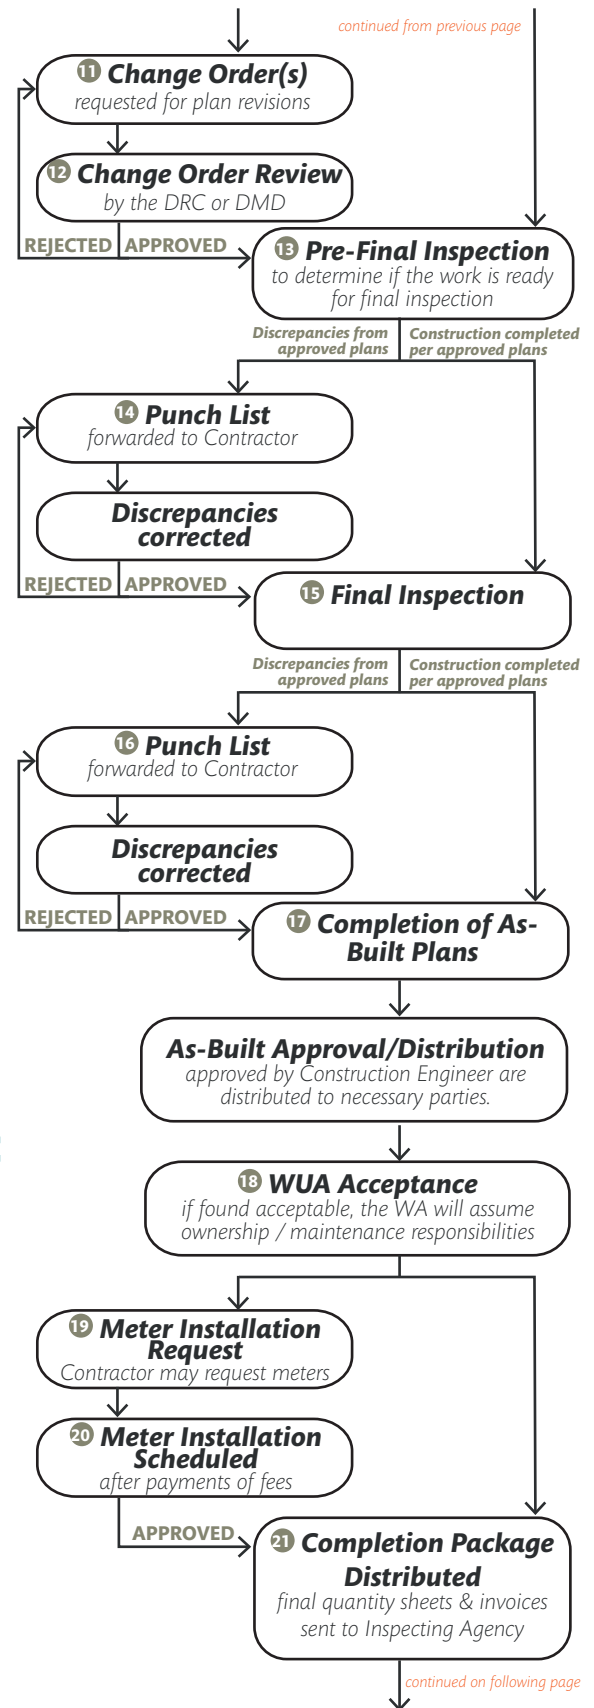 continued from previous page
11 Change Order(s)
requested for plan revisions
12 Change Order Review
by the DRC or DMD
REJECTED APPROVED
13 Pre-Final Inspection
to determine if the work is ready
for final inspection
Discrepancies from
approved plans
Construction completed
per approved plans
14 Punch List
forwarded to Contractor
Discrepancies
corrected
REJECTED APPROVED
15 Final Inspection
Discrepancies from
approved plans
Construction completed
per approved plans
16 Punch List
forwarded to Contractor
Discrepancies
corrected
REJECTED APPROVED
17 Completion of As-
Built Plans
As-Built Approval/Distribution
approved by Construction Engineer are
distributed to necessary parties.
18 WUA Acceptance
if found acceptable, the WA will assume
ownership / maintenance responsibilities
19 Meter Installation
Request
Contractor may request meters
20 Meter Installation
Scheduled
after payments of fees
APPROVED
21 Completion Package
Distributed
final quantity sheets & invoices
sent to Inspecting Agency
continued on following page